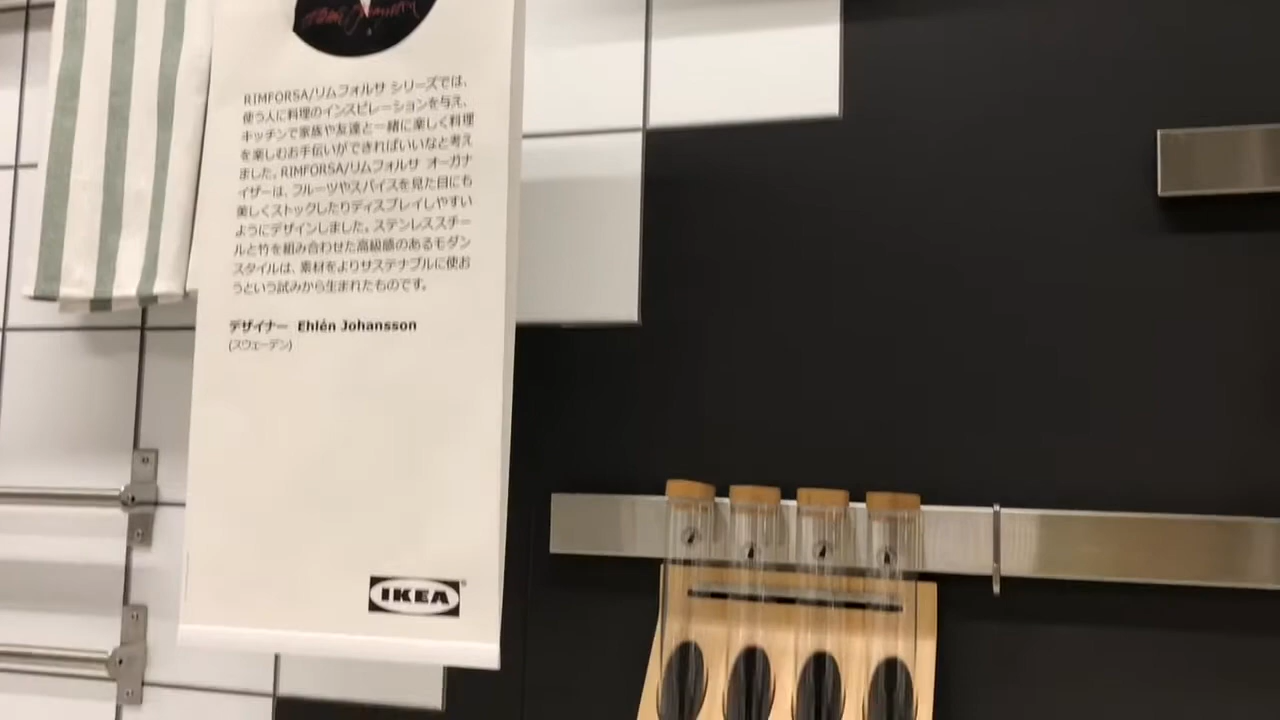 RIMFORSA/リムフォルサ シリーズでは、
使う人に料理のインスピレーションを与え、
キッチンで家族や友達と一緒に楽しく料理
を楽しむお手伝いができればいいなと考え
ました。RIMFORSA/リムフォルサ オーガナ
イザーは、フルーツやスパイスを見た目にも
美しくストックしたりディスプレイしやすい
ようにデザインしました。ステンレススチー
ルと竹を組み合わせた高級感のあるモダン
スタイルは、素材をよりサステナブルに使お
うという試みから生まれたものです。
デザイナー Ehlén Johansson
(スウェーデン)
IKEA®